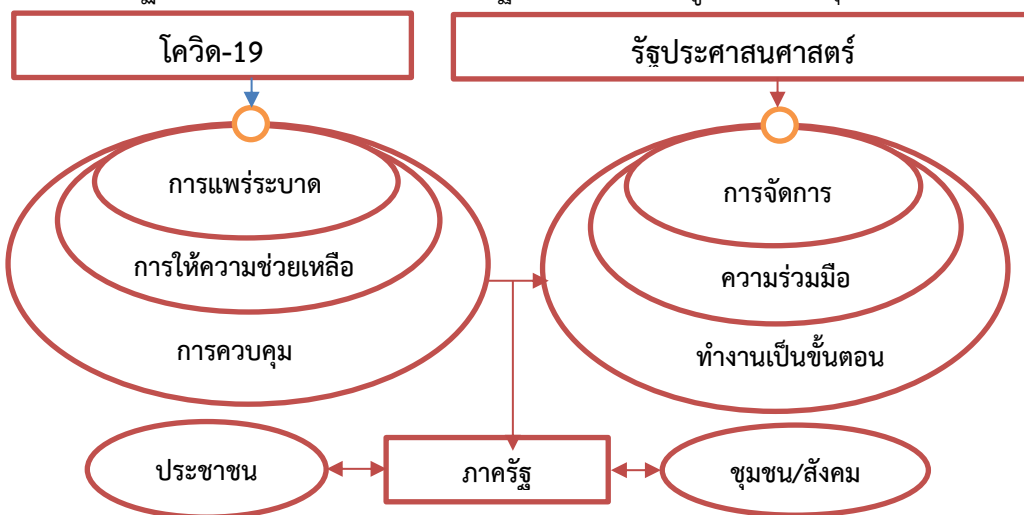 โควิด-19
รัฐประศาสนศาสตร์
การแพร่ระบาด
การจัดการ
การให้ความช่วยเหลือ
ความร่วมมือ
การควบคุม
ทำงานเป็นขั้นตอน
ประชาชน
ภาครัฐ
ชุมชน/สังคม